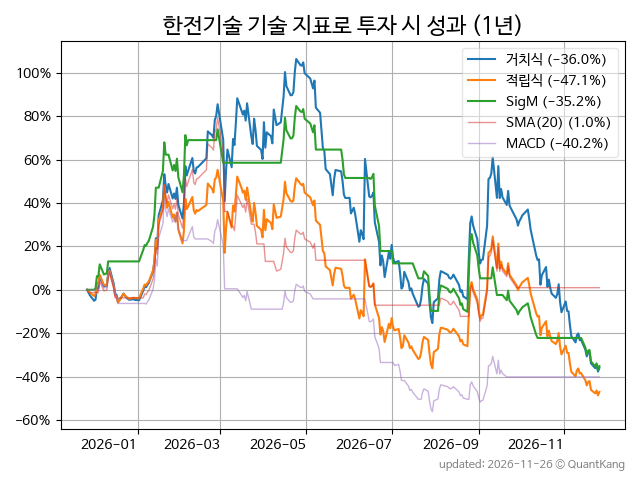 한전기술 기술 지표로 투자 시 성과 (1년)
거치식 (−36.0%)
적립식 (−47.1%)
SigM (−35.2%)
SMA(20) (1.0%)
MACD (−40.2%)
100%
80%
60%
40%
20%
0%
−20%
−40%
−60%
2026-01 2026-03 2026-05 2026-07 2026-09 2026-11
updated: 2026-11-26 © QuantKang